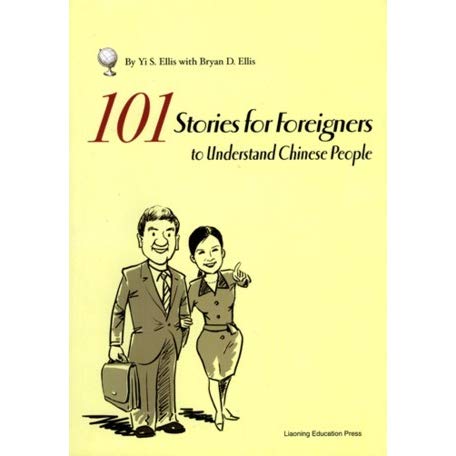 By Yi S. Ellis with Bryan D. Ellis
101 Stories for Foreigners
to Understand Chinese People
Liaoning Education Press